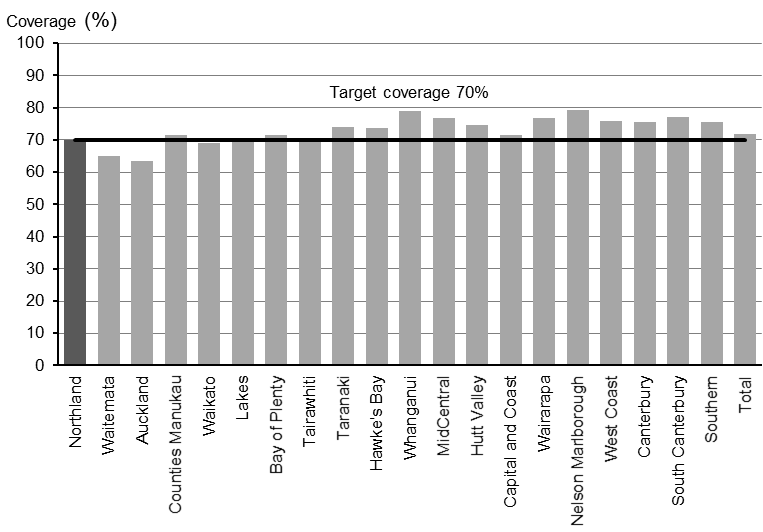 Coverage (%)
100
90
80
70
60
50
40
30
20
10
0
Target coverage 70%
Northland
Waitemata
Auckland
Counties Manukau
Waikato
Lakes
Bay of Plenty
Tairawhiti
Taranaki
Hawke's Bay
Whanganui
MidCentral
Hutt Valley
Capital and Coast
Wairarapa
Nelson Marlborough
West Coast
Canterbury
South Canterbury
Southern
Total